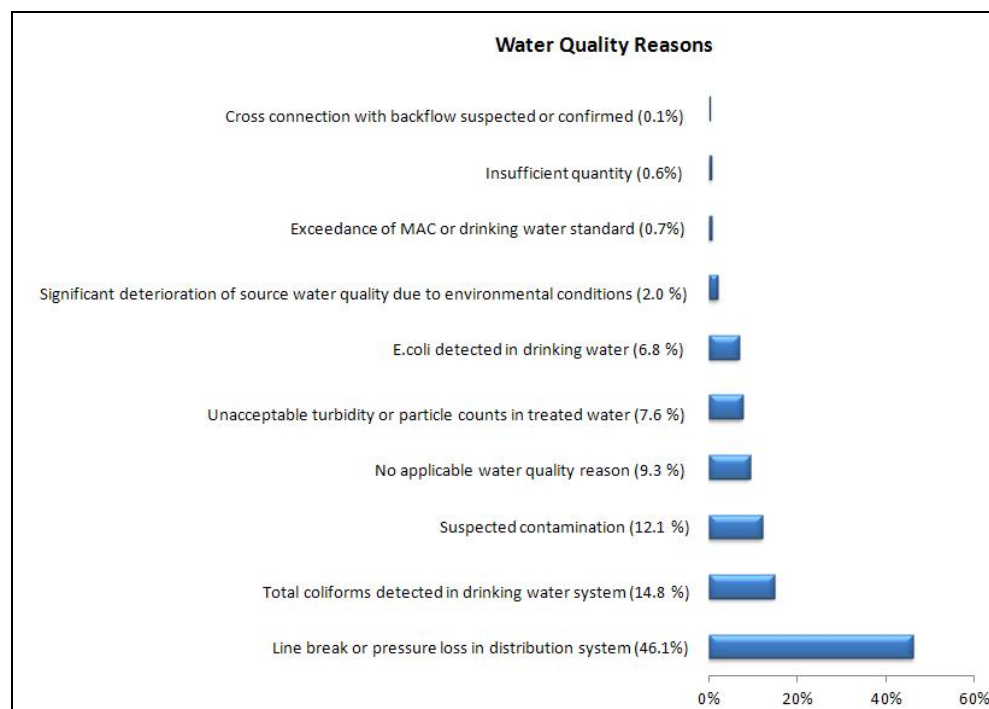 Water Quality Reasons
Cross connection with backflow suspected or confirmed (0.1%)
Insufficient quantity (0.6%)
Exceedance of MAC or drinking water standard (0.7%)
Significant deterioration of source water quality due to environmental conditions (2.0 %)
E.coli detected in drinking water (6.8 %)
Unacceptable turbidity or particle counts in treated water (7.6 %)
No applicable water quality reason (9.3 %)
Suspected contamination (12.1 %)
Total coliforms detected in drinking water system (14.8 %)
Line break or pressure loss in distribution system (46.1%)
0% 20% 40% 60%